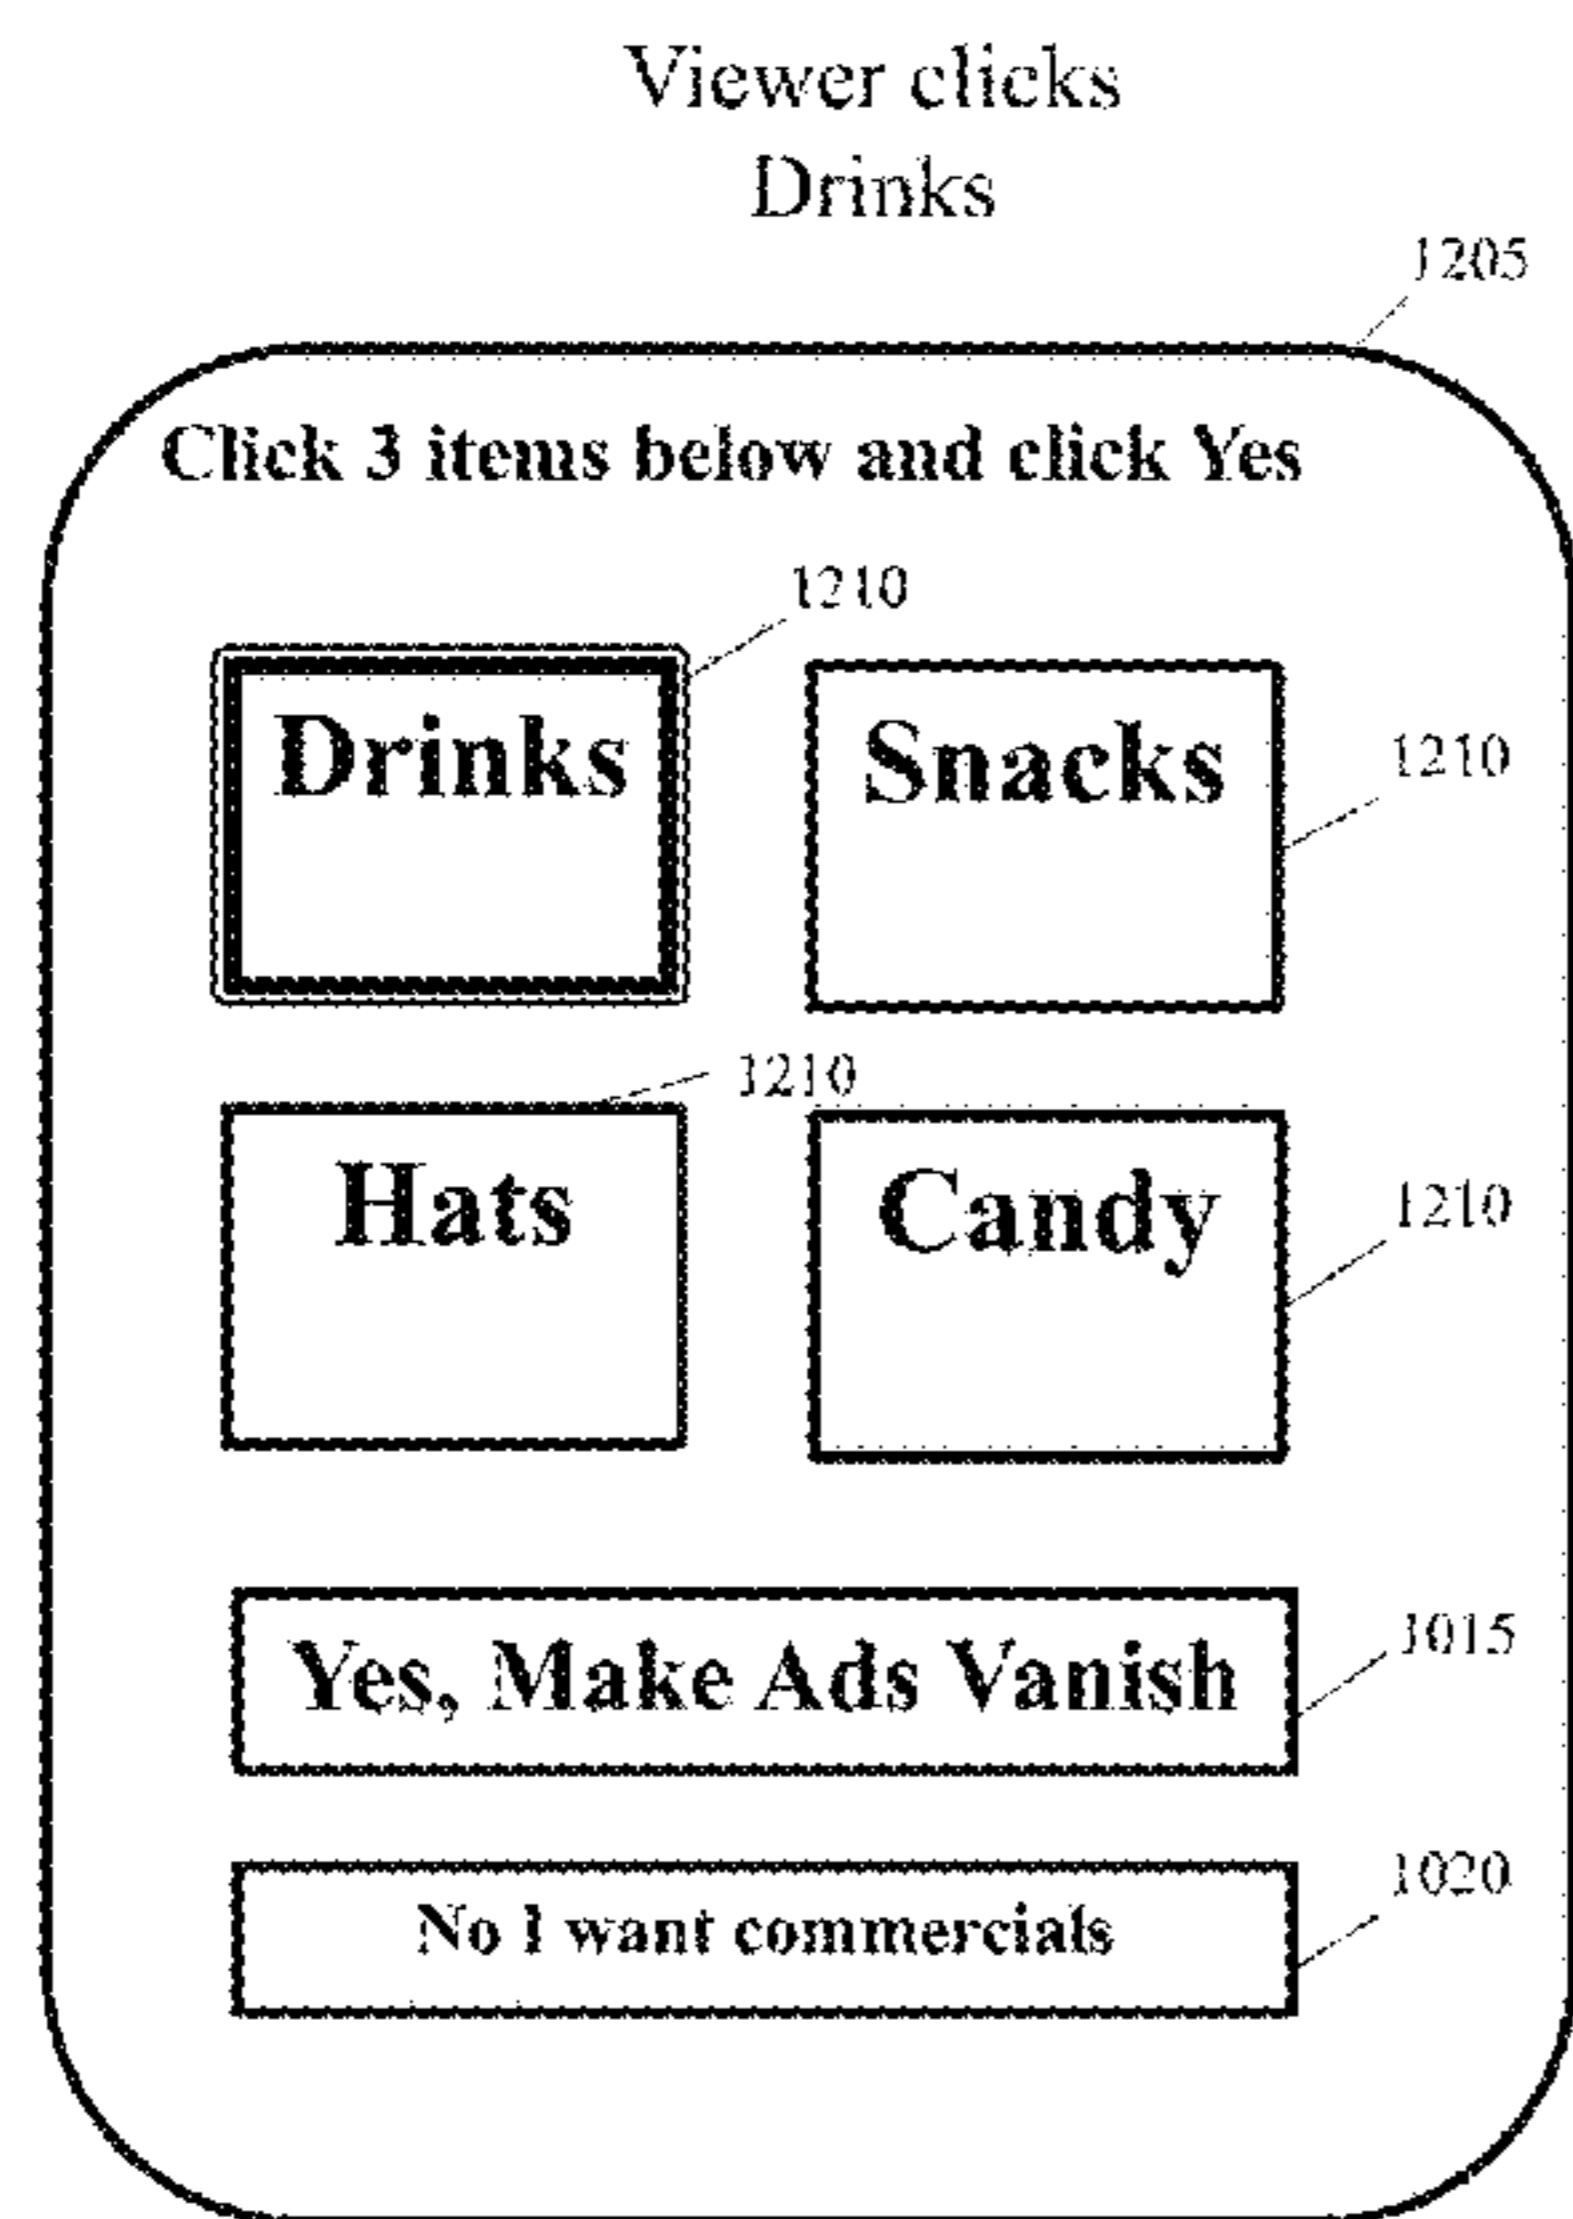 Viewer clicks
Drinks
1205
Click 3 items below and click Yes
1210
Drinks
Snacks
1210
1210
Hats
Candy
1210
Yes, Make Ads Vanish
1015
No I want commercials
1020